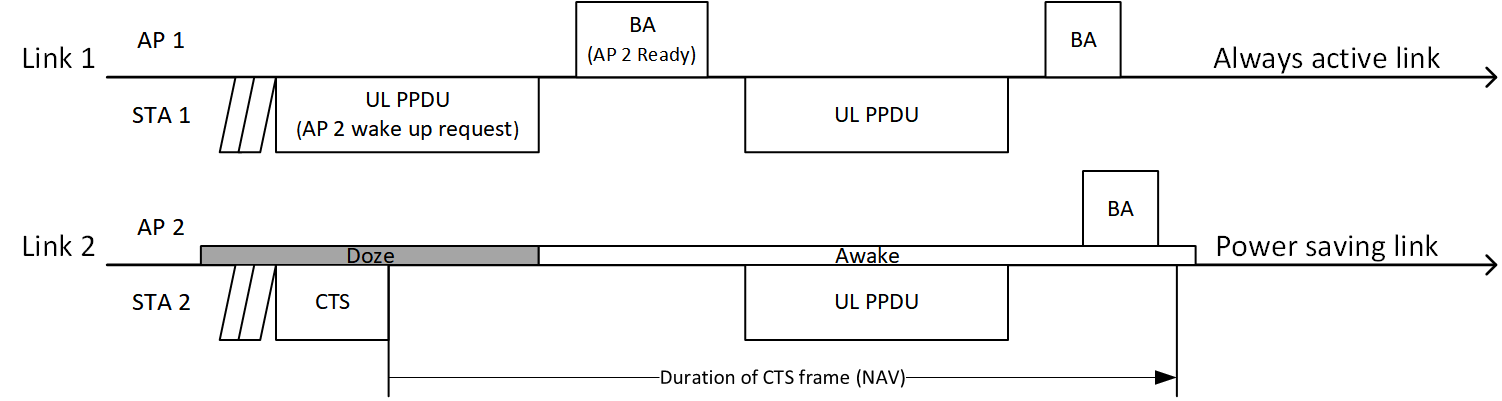 Link 1
AP 1
STA 1
BA
(AP 2 Ready)
BA
UL PPDU
(AP 2 wake up request)
UL PPDU
Always active link
Link 2
AP 2
STA 2
Doze
Awake
BA
CTS
UL PPDU
Power saving link
Duration of CTS frame (NAV)